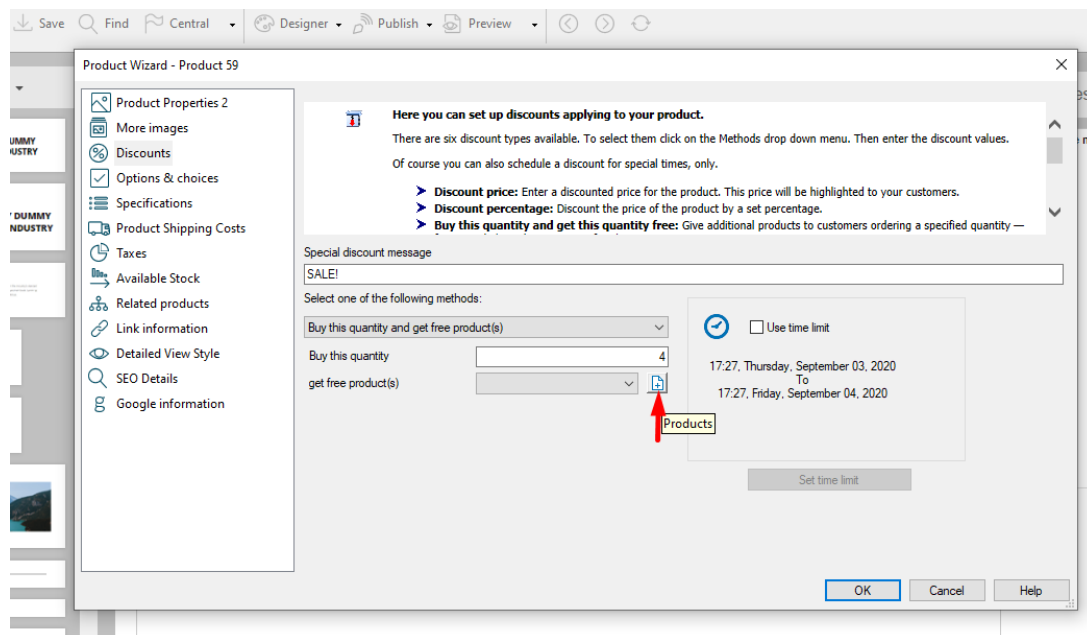 Save Find Central Designer Publish Preview
Product Wizard - Product 59
Product Properties 2
More images
Discounts
Options & choices
Specifications
Product Shipping Costs
Taxes
Available Stock
Related products
Link information
Detailed View Style
SEO Details
Google information
Here you can set up discounts applying to your product.
There are six discount types available. To select them click on the Methods drop down menu. Then enter the discount values.
Of course you can also schedule a discount for special times, only.
Discount price: Enter a discounted price for the product. This price will be highlighted to your customers.
Discount percentage: Discount the price of the product by a set percentage.
Buy this quantity and get this quantity free: Give additional products to customers ordering a specified quantity —
Special discount message
SALE!
Select one of the following methods:
Buy this quantity and get free product(s)
Buy this quantity 4
get free product(s)
Products
Use time limit
17:27, Thursday, September 03, 2020
To
17:27, Friday, September 04, 2020
Set time limit
OK Cancel Help
DUMMY
NDUSTRY